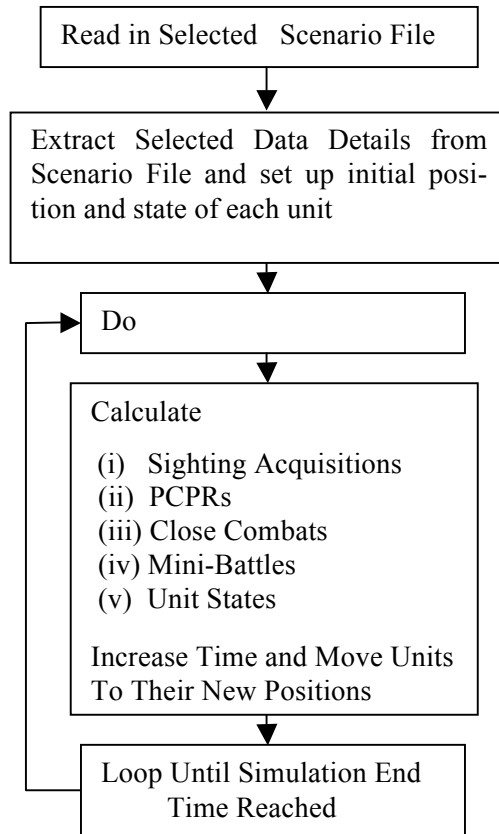 Read in Selected Scenario File
Extract Selected Data Details from
Scenario File and set up initial posi-
tion and state of each unit
Do
Calculate
(i) Sighting Acquisitions
(ii) PCPRs
(iii) Close Combats
(iv) Mini-Battles
(v) Unit States
Increase Time and Move Units
To Their New Positions
Loop Until Simulation End
Time Reached